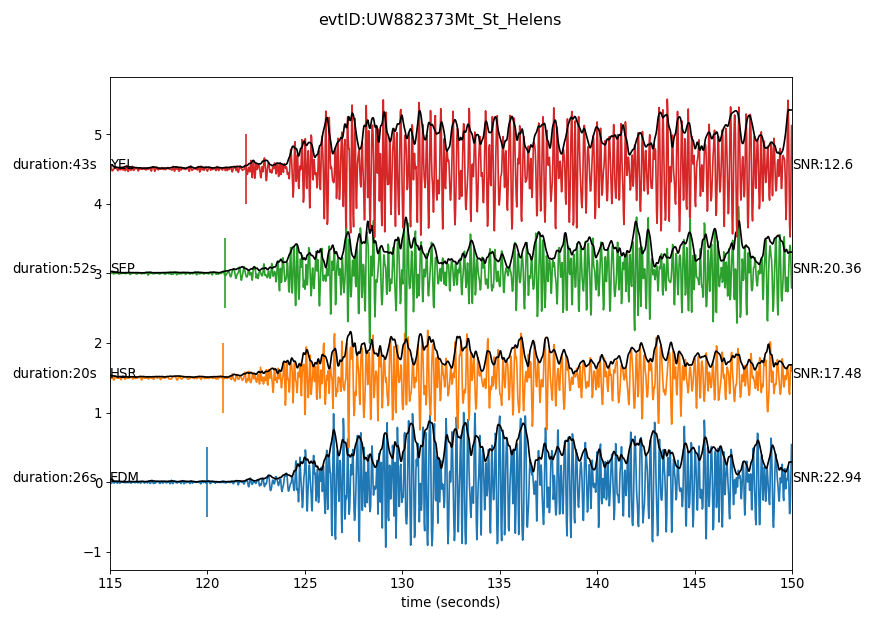 evtID:UW882373Mt_St_Helens
5
duration:43s YEL SNR:12.6
4
duration:52s SEP SNR:20.36
3
2
duration:20s HSR SNR:17.48
1
duration:26s EDM SNR:22.94
0
−1
115 120 125 130 135 140 145 150
time (seconds)